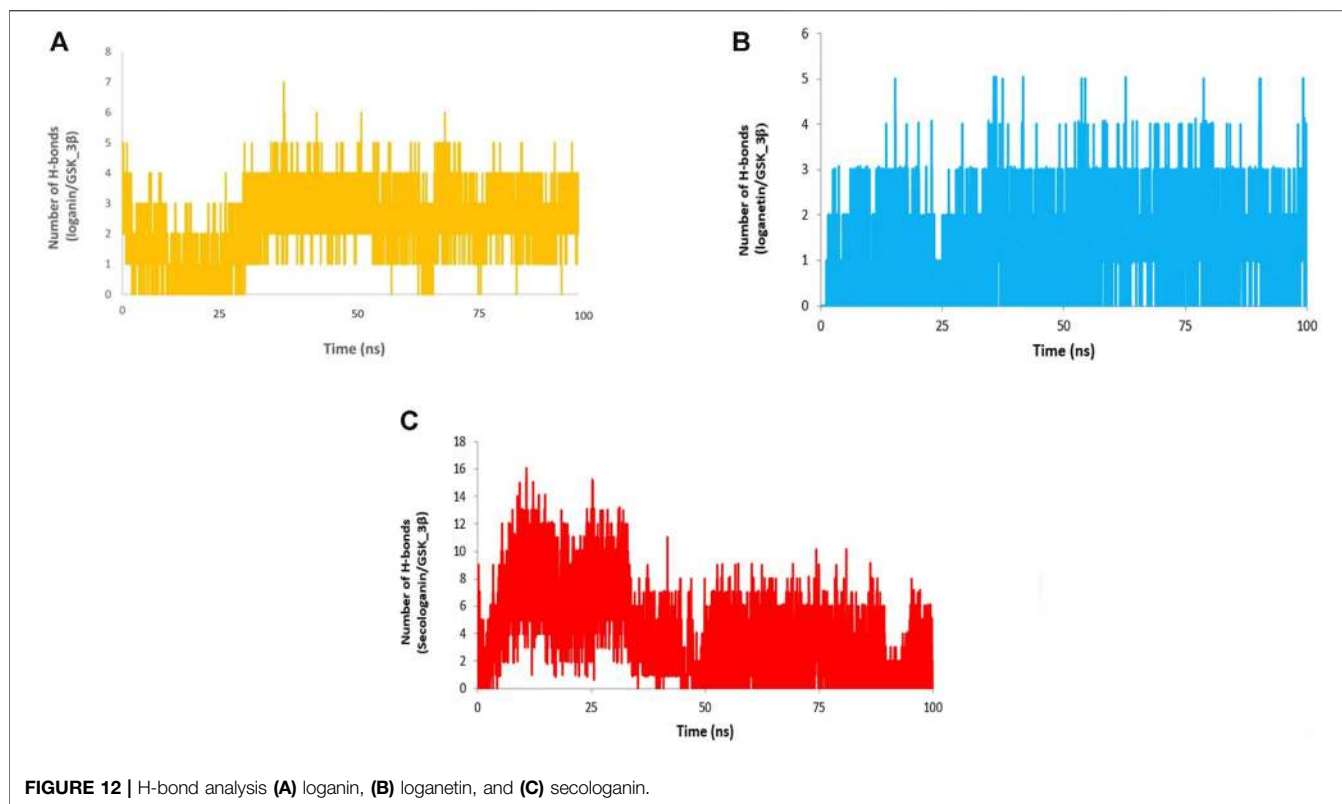 A
Number of H-bonds
(loganin/GSK_3β)
8
7
6
5
4
3
2
1
0
0 25 50 75 100
Time (ns)
B
Number of H-bonds
(loganetin/GSK_3β)
6
5
4
3
2
1
0
0 25 50 75 100
Time (ns)
C
Number of H-bonds
(Secologanin/GSK_3β)
18
16
14
12
10
8
6
4
2
0
0 25 50 75 100
Time (ns)
FIGURE 12 | H-bond analysis (A) loganin, (B) loganetin, and (C) secologanin.